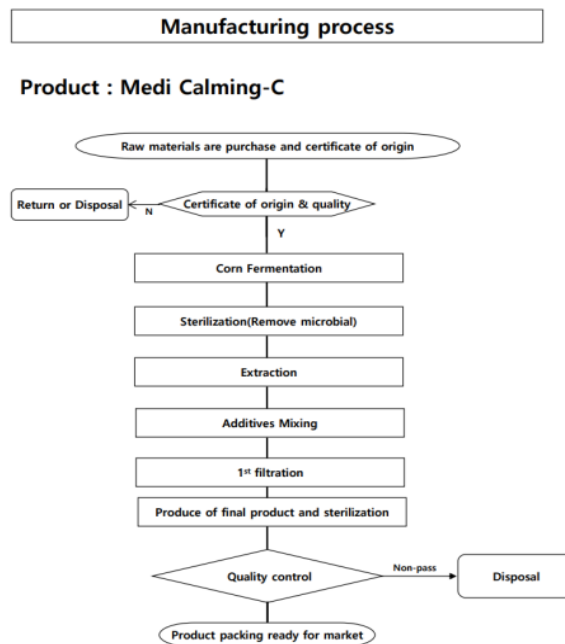 Manufacturing process
Product : Medi Calming-C
Raw materials are purchase and certificate of origin
Return or Disposal
N
Certificate of origin & quality
Y
Corn Fermentation
Sterilization(Remove microbial)
Extraction
Additives Mixing
1st filtration
Produce of final product and sterilization
Quality control
Non-pass
Disposal
Product packing ready for market